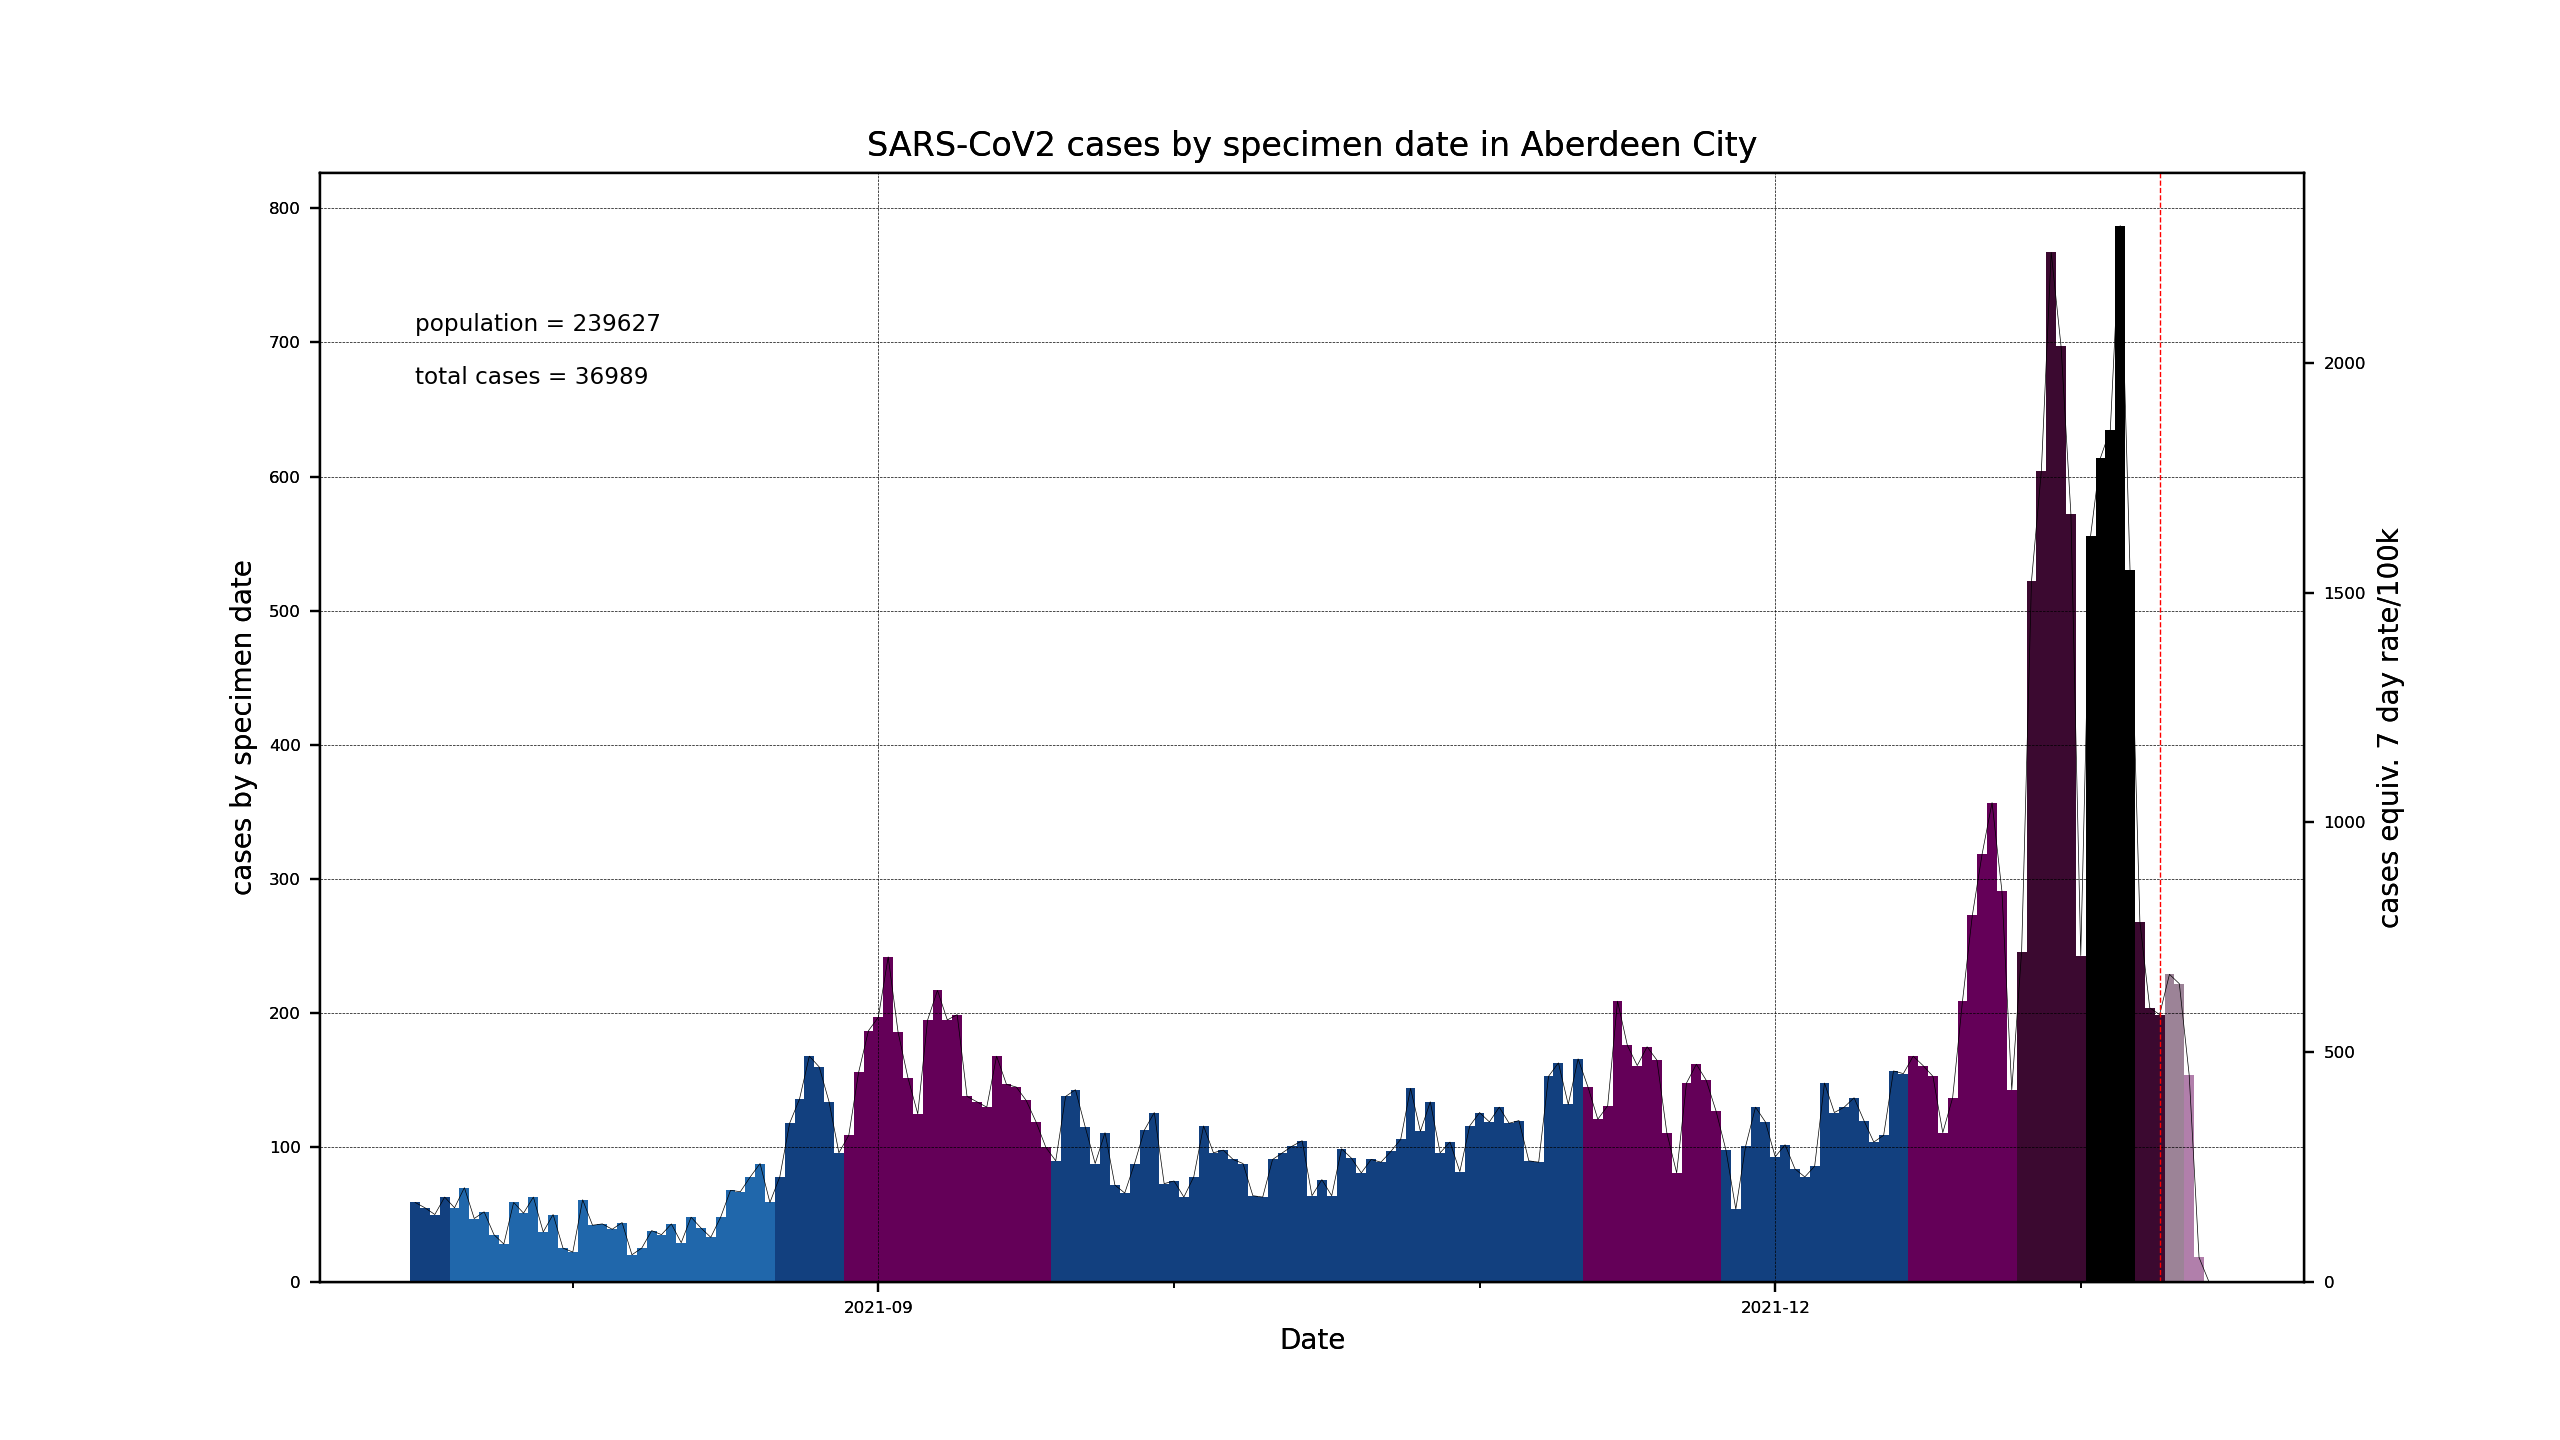 SARS-CoV2 cases by specimen date in Aberdeen City
population = 239627
total cases = 36989
cases by specimen date
800
700
600
500
400
300
200
100
0
2000
1500
1000
500
0
cases equiv. 7 day rate/100k
2021-09
2021-12
Date